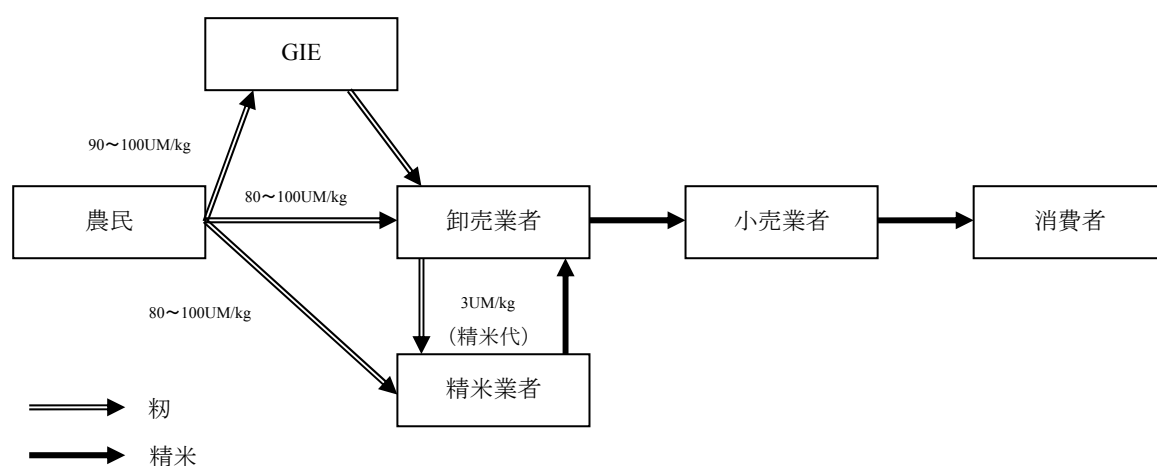 GIE
90～100UM/kg
80～100UM/kg
農民
卸売業者
小売業者
消費者
80～100UM/kg
3UM/kg
（精米代）
精米業者
籾
精米